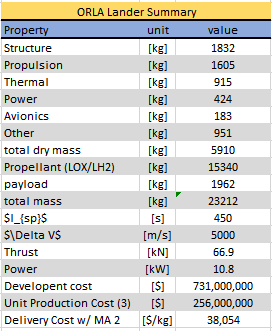 ORLA Lander Summary
Property unit value
Structure [kg] 1832
Propulsion [kg] 1605
Thermal [kg] 915
Power [kg] 424
Avionics [kg] 183
Other [kg] 951
total dry mass [kg] 5910
Propellant (LOX/LH2) [kg] 15340
payload [kg] 1962
total mass [kg] 23212
$I_{sp}$ [s] 450
$\Delta V$ [m/s] 5000
Thrust [kN] 66.9
Power [kW] 10.8
Developent cost [$] 731,000,000
Unit Production Cost (3) [$] 256,000,000
Delivery Cost w/ MA 2 [$/kg] 38,054